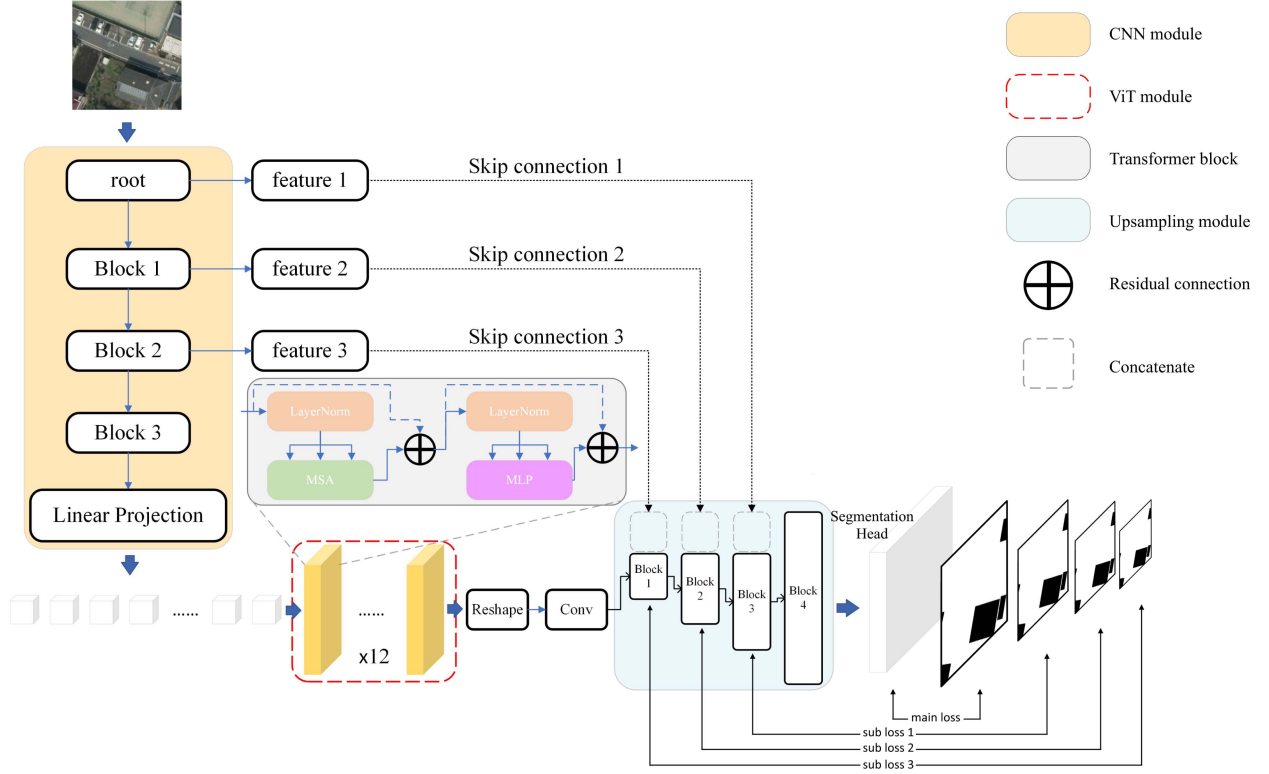 CNN module
ViT module
Transformer block
Upsampling module
Residual connection
Concatenate
root
feature 1
Skip connection 1
Block 1
feature 2
Skip connection 2
Block 2
feature 3
Skip connection 3
Block 3
Linear Projection
LayerNorm
LayerNorm
MSA
MLP
......
......
x12
Reshape
Conv
Block
1
Block
2
Block
3
Block
4
Segmentation
Head
main loss
sub loss 1
sub loss 2
sub loss 3